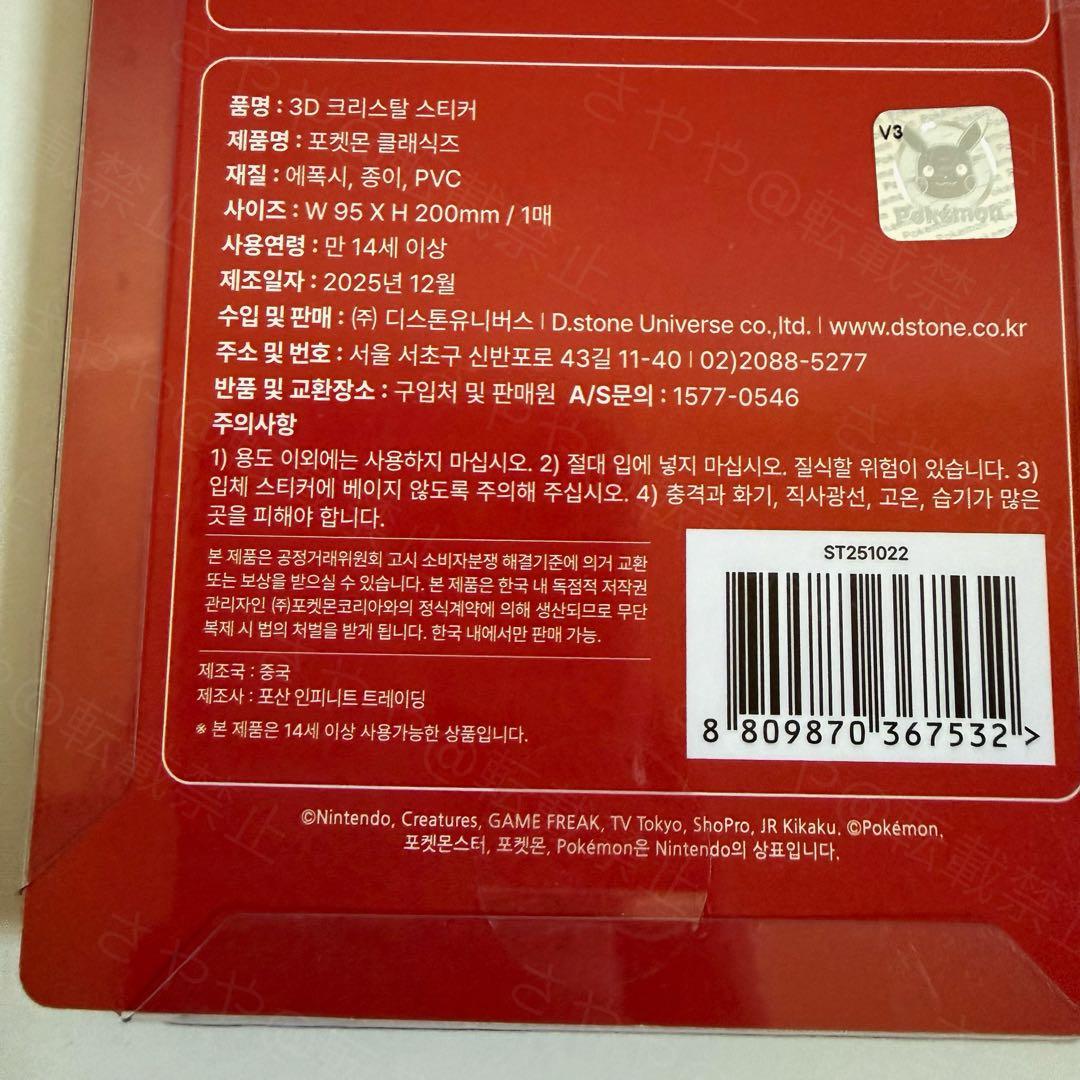 품명 : 3D 크리스탈 스티커
제품명 : 포켓몬 클래식즈
재질 : 에폭시, 종이, PVC
사이즈 : W 95 X H 200mm / 1매
사용연령 : 만 14세 이상
제조일자 : 2025년 12월
수입 및 판매 : ㈜ 디스톤유니버스 | D.stone Universe co.,ltd. | www.dstone.co.kr
주소 및 번호 : 서울 서초구 신반포로 43길 11-40 | 02)2088-5277
반품 및 교환장소 : 구입처 및 판매원 A/S문의 : 1577-0546
주의사항
1) 용도 이외에는 사용하지 마십시오. 2) 절대 입에 넣지 마십시오. 질식할 위험이 있습니다. 3)
입체 스티커에 베이지 않도록 주의해 주십시오. 4) 충격과 화기, 직사광선, 고온, 습기가 많은
곳을 피해야 합니다.
본 제품은 공정거래위원회 고시 소비자분쟁 해결기준에 의거 교환
또는 보상을 받으실 수 있습니다. 본 제품은 한국 내 독점적 저작권
관리자인 ㈜포켓몬코리아와의 정식계약에 의해 생산되므로 무단
복제 시 법의 처벌을 받게 됩니다. 한국 내에서만 판매 가능.
제조국 : 중국
제조사 : 포산 인피니트 트레이딩
※ 본 제품은 14세 이상 사용가능한 상품입니다.
V3
Pokémon
ST251022
8 809870 367532 >
©Nintendo, Creatures, GAME FREAK, TV Tokyo, ShoPro, JR Kikaku. ©Pokémon.
포켓몬스터, 포켓몬, Pokémon은 Nintendo의 상표입니다.
さやや@転載禁止